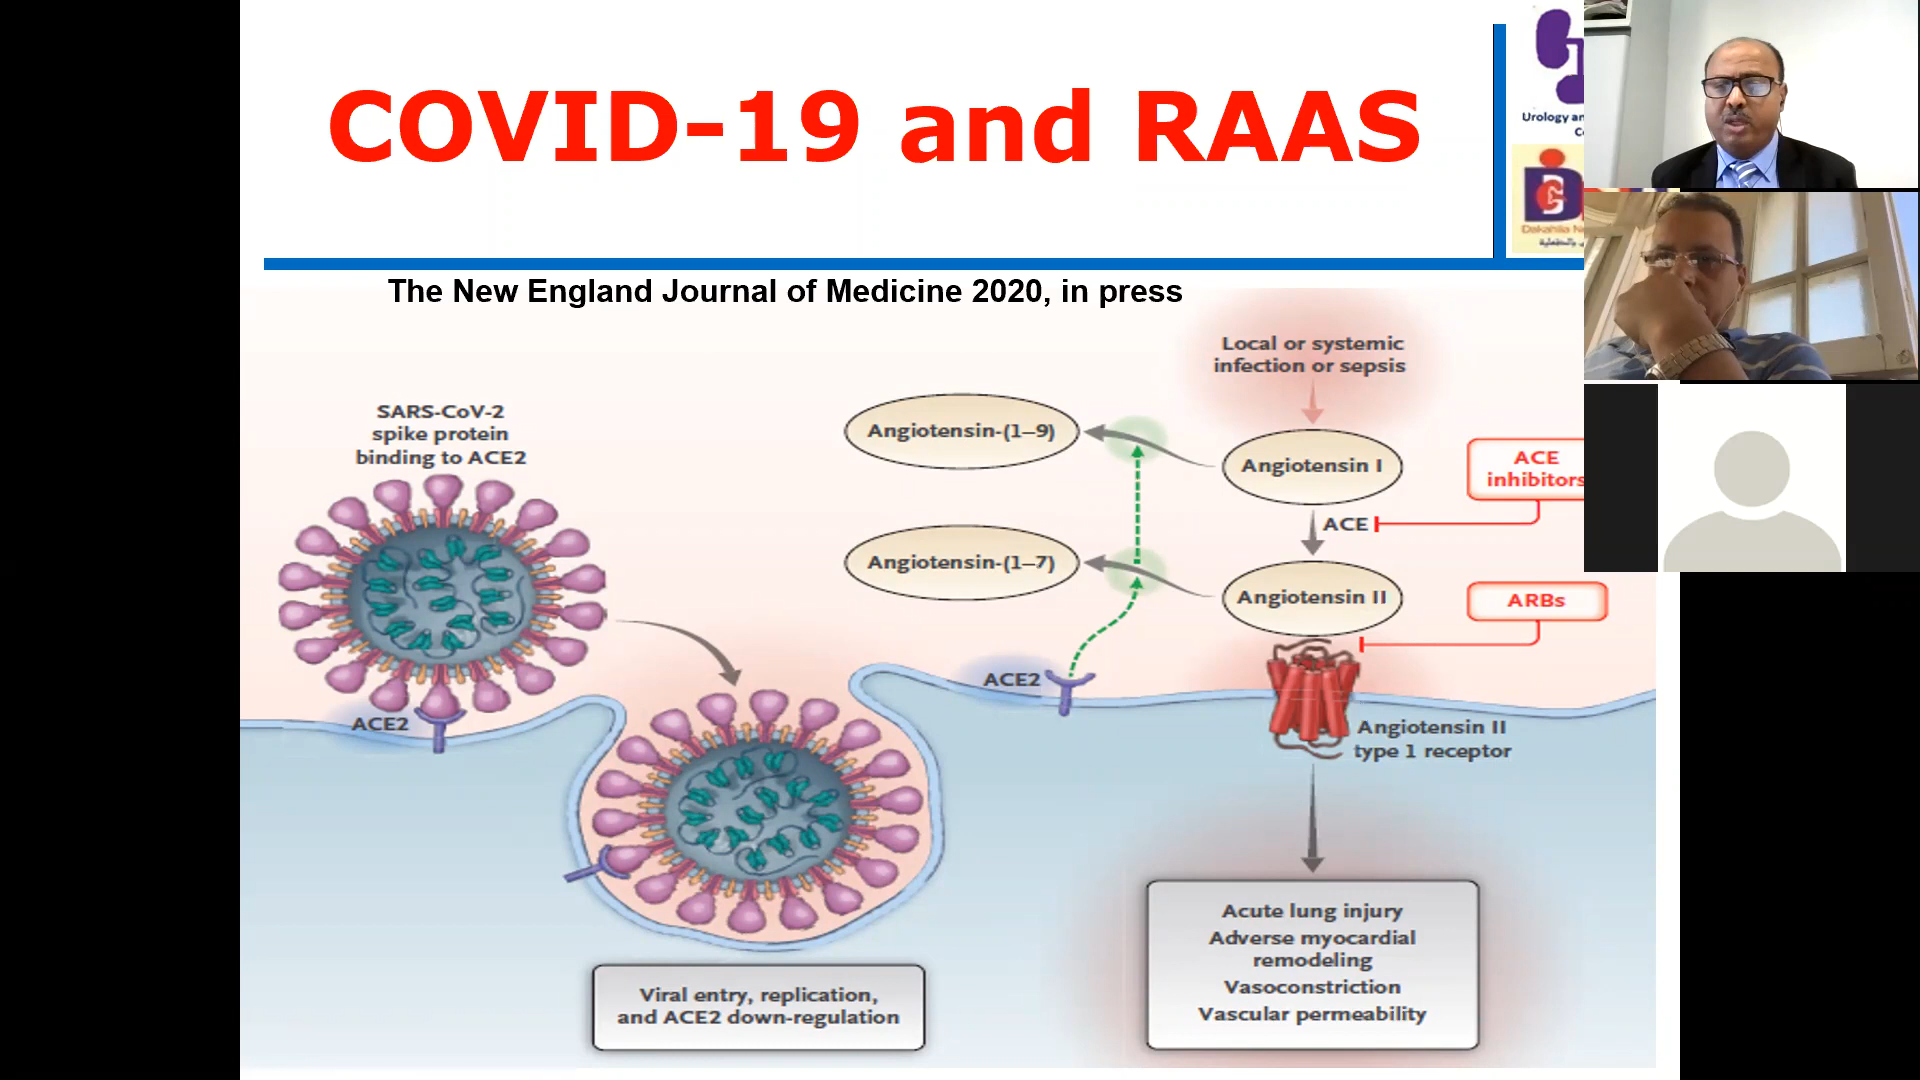 COVID-19 and RAAS
Urology an
The New England Journal of Medicine 2020, in press
Local or systemic
infection or sepsis
SARS-CoV-2
spike protein
binding to ACE2
Angiotensin-(1–9)
Angiotensin I
ACE
inhibitors
ACE
Angiotensin-(1–7)
Angiotensin II
ARBs
ACE2
ACE2
Angiotensin II
type 1 receptor
Acute lung injury
Adverse myocardial
remodeling
Vasoconstriction
Vascular permeability
Viral entry, replication,
and ACE2 down-regulation